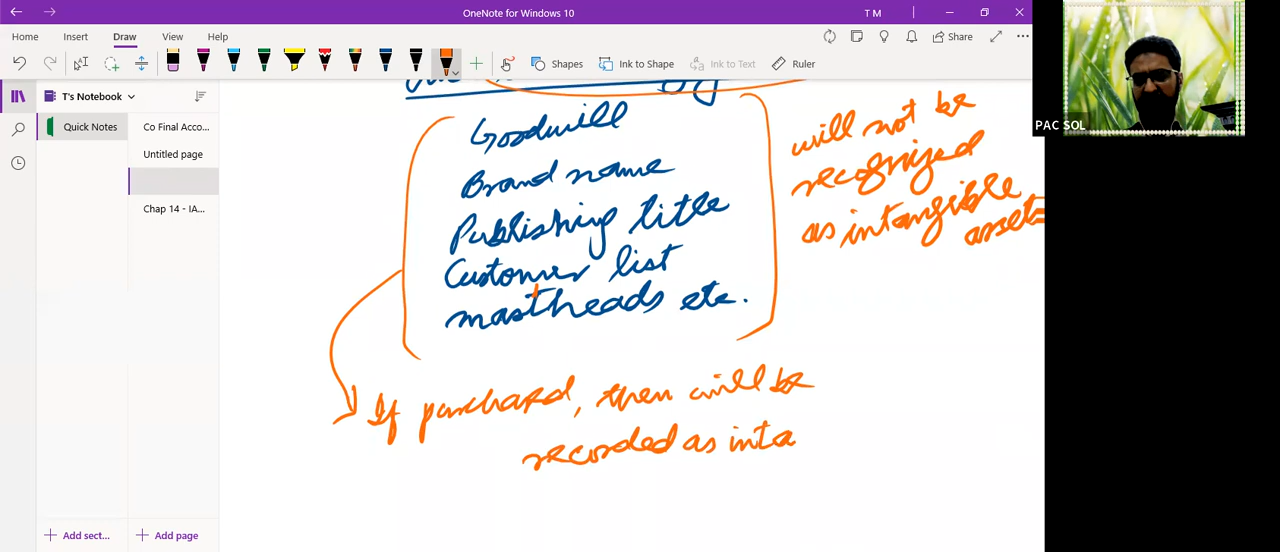 OneNote for Windows 10
T M
Home
Insert
Draw
View
Help
Share
Shapes
Ink to Shape
Ink to Text
Ruler
T's Notebook
Quick Notes
Co Final Acco...
Untitled page
Chap 14 - IA...
Goodwill
Brand name
Publishing title
Customer list
mastheads etc.
will not be
recognized
as intangible
assets
If purchased, then will be
recorded as inta
Add sect...
Add page
PAC SOL